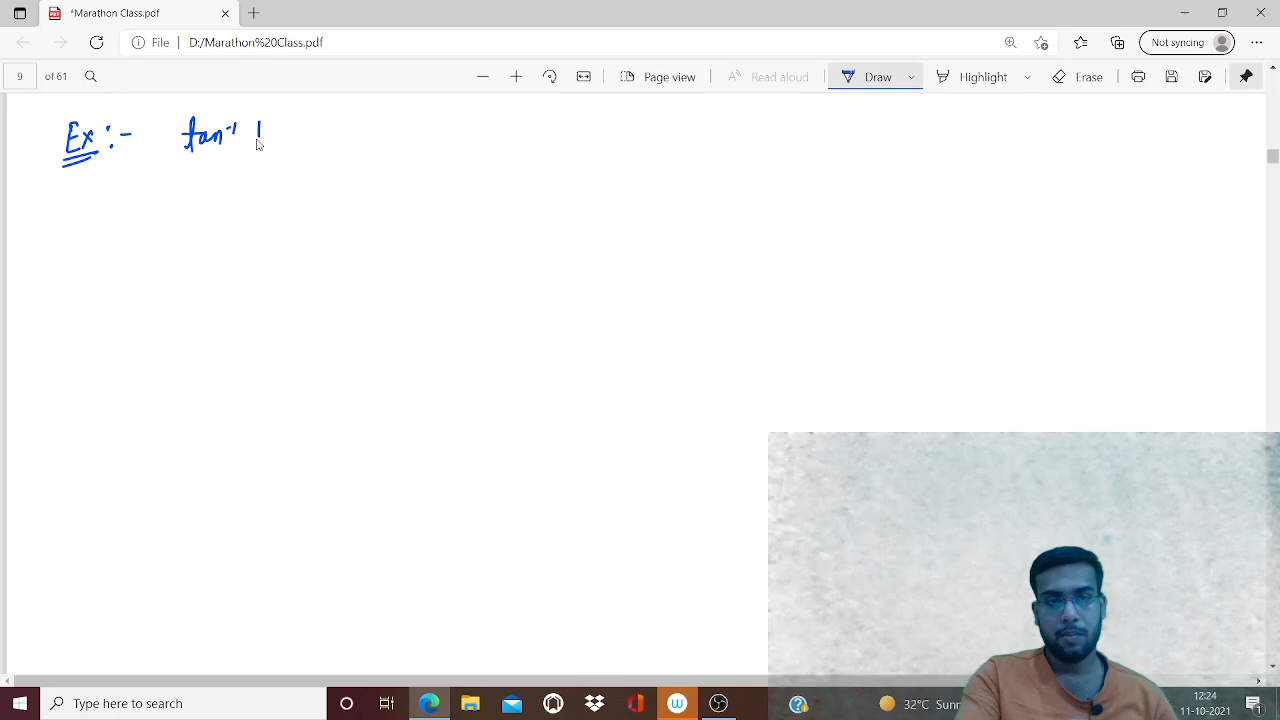 *Marathon Class.pdf
File | D:/Marathon%20Class.pdf
Not syncing
9 of 61
Page view
Read aloud
Draw
Highlight
Erase
Ex :- tan⁻¹ 1
Type here to search
32°C Sunn
12:24
11-10-2021